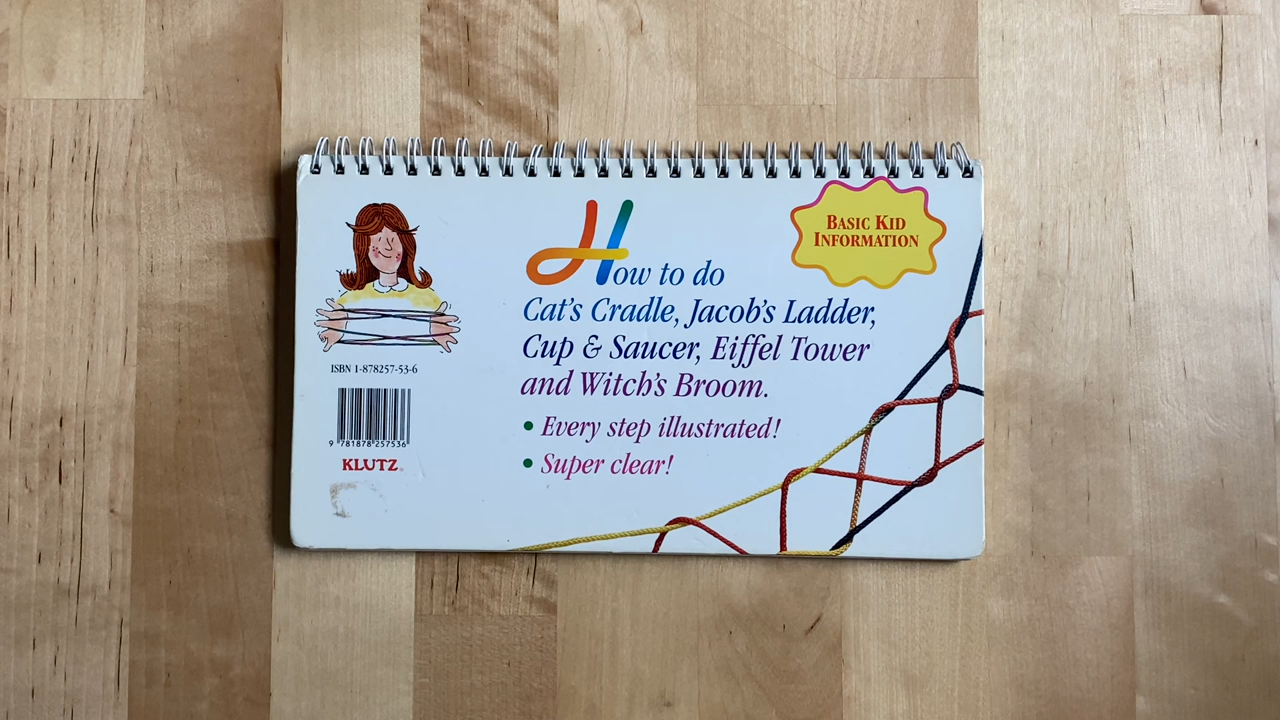 How to do
Cat's Cradle, Jacob's Ladder,
Cup & Saucer, Eiffel Tower
and Witch's Broom.
• Every step illustrated!
• Super clear!
BASIC KID
INFORMATION
ISBN 1-878257-53-6
9 781878 257536
KLUTZ